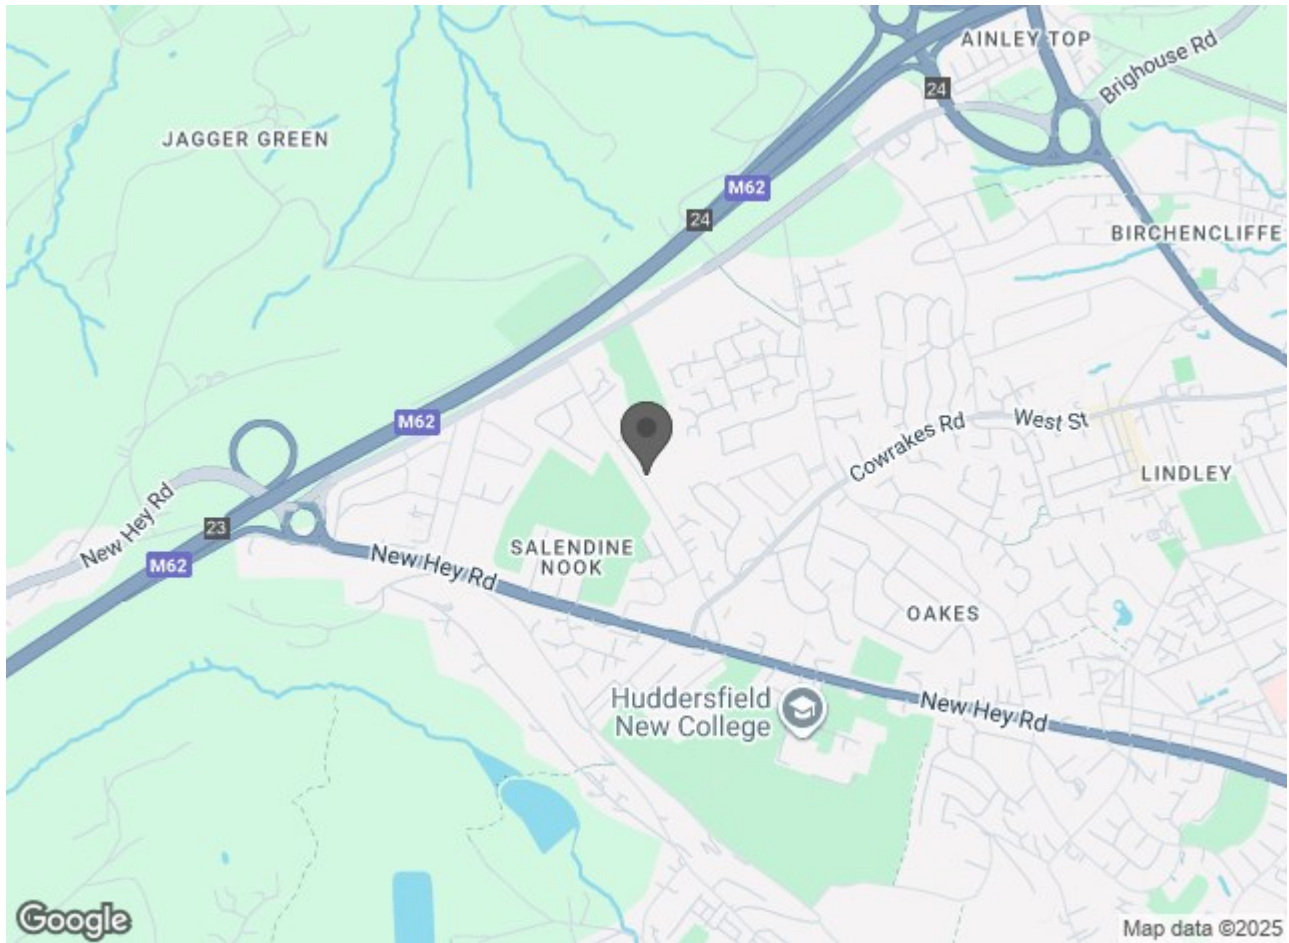 AINLEY TOP
Brighouse Rd
24
JAGGER GREEN
M62
24
BIRCHENCLIFFE
M62
Cowrakes Rd
West St
LINDLEY
New Hey Rd
23
M62
New Hey Rd
SALENDINE
NOOK
OAKES
Huddersfield
New College
New Hey Rd
Google
Map data ©2025